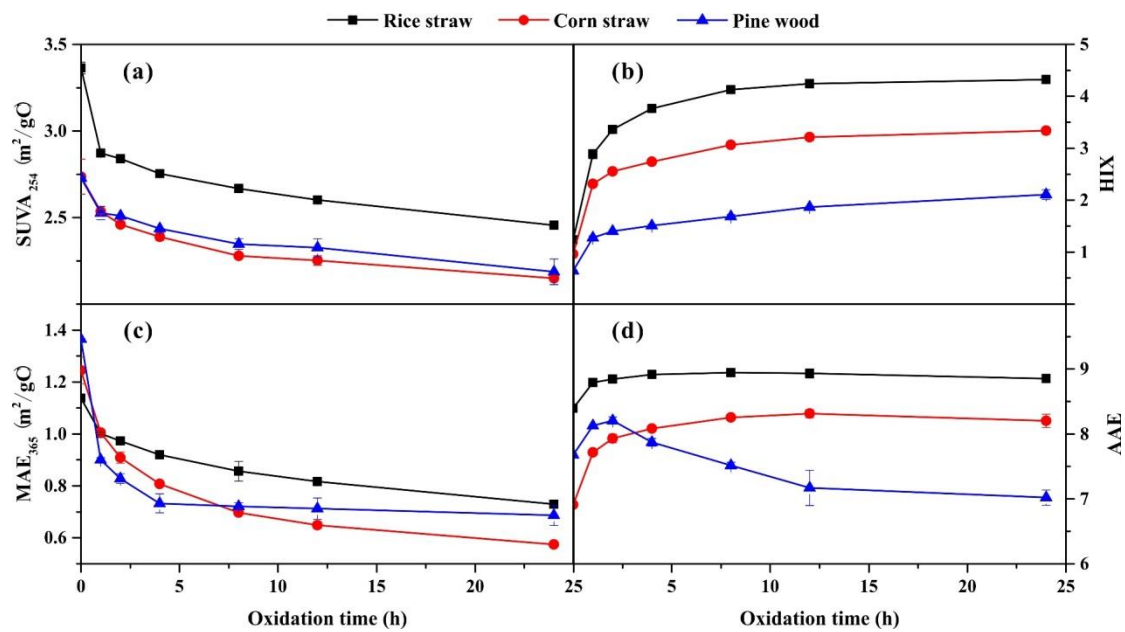 Rice straw Corn straw Pine wood
(a)
3.5
3.0
2.5
SUVA254 (m²/gC)
(b)
5
4
3
2
1
HIX
(c)
1.4
1.2
1.0
0.8
0.6
MAE365 (m²/gC)
(d)
9
8
7
6
AAE
0 5 10 15 20 25 5 10 15 20 25
Oxidation time (h) Oxidation time (h)